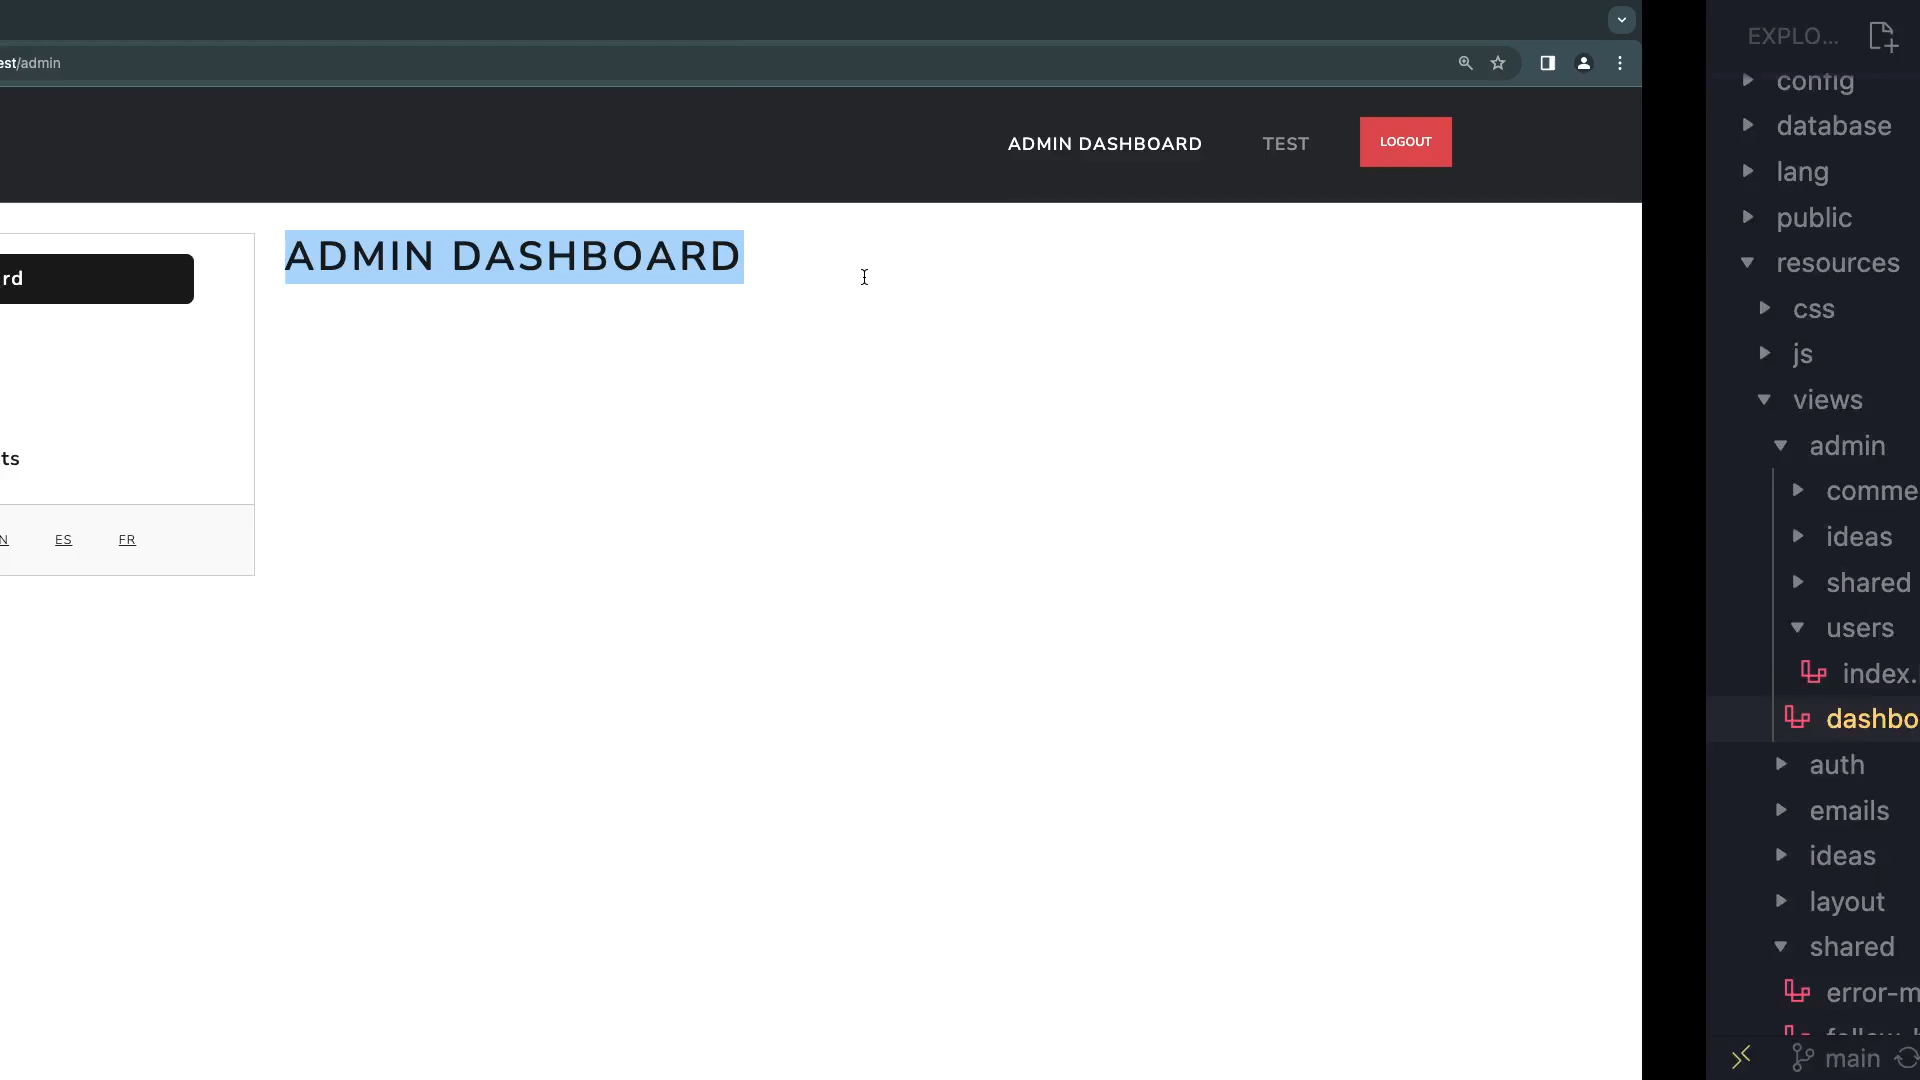 est/admin
ADMIN DASHBOARD
TEST
LOGOUT
ADMIN DASHBOARD
rd
ts
N
ES
FR
EXPLO...
config
database
lang
public
resources
css
js
views
admin
comme
ideas
shared
users
index.
dashbo
auth
emails
ideas
layout
shared
error-m
main